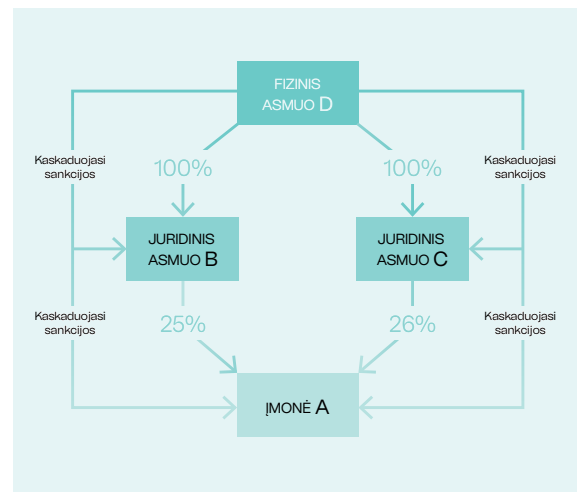 FIZINIS
ASMUO D
Kaskaduojasi
sankcijos
100%
100%
Kaskaduojasi
sankcijos
JURIDINIS
ASMUO B
JURIDINIS
ASMUO C
Kaskaduojasi
sankcijos
25%
26%
Kaskaduojasi
sankcijos
ĮMONĖ A